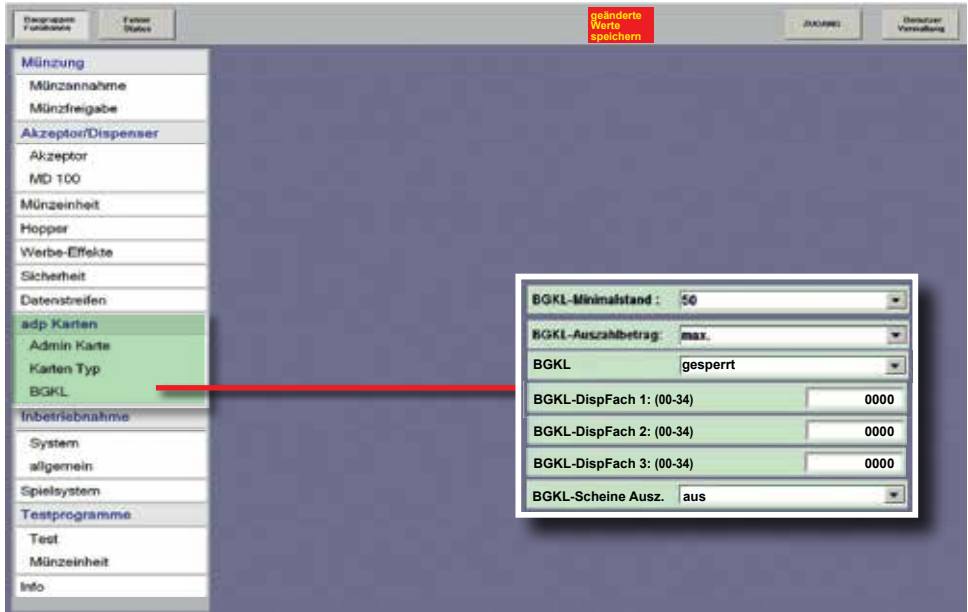 Baugruppen
Funktionen
Fehler
Status
geänderte
Werte
speichern
ZUGANG
Benutzer
Verwaltung
Münzung
Münzannahme
Münzfreigabe
Akzeptor/Dispenser
Akzeptor
MD 100
Münzeinheit
Hopper
Werbe-Effekte
Sicherheit
Datenstreifen
adp Karten
Admin Karte
Karten Typ
BGKL
Inbetriebnahme
System
allgemein
Spielsystem
Testprogramme
Test
Münzeinheit
Info
BGKL-Minimalstand : 50
BGKL-Auszahlbetrag: max.
BGKL gesperrt
BGKL-DispFach 1: (00-34) 0000
BGKL-DispFach 2: (00-34) 0000
BGKL-DispFach 3: (00-34) 0000
BGKL-Scheine Ausz. aus